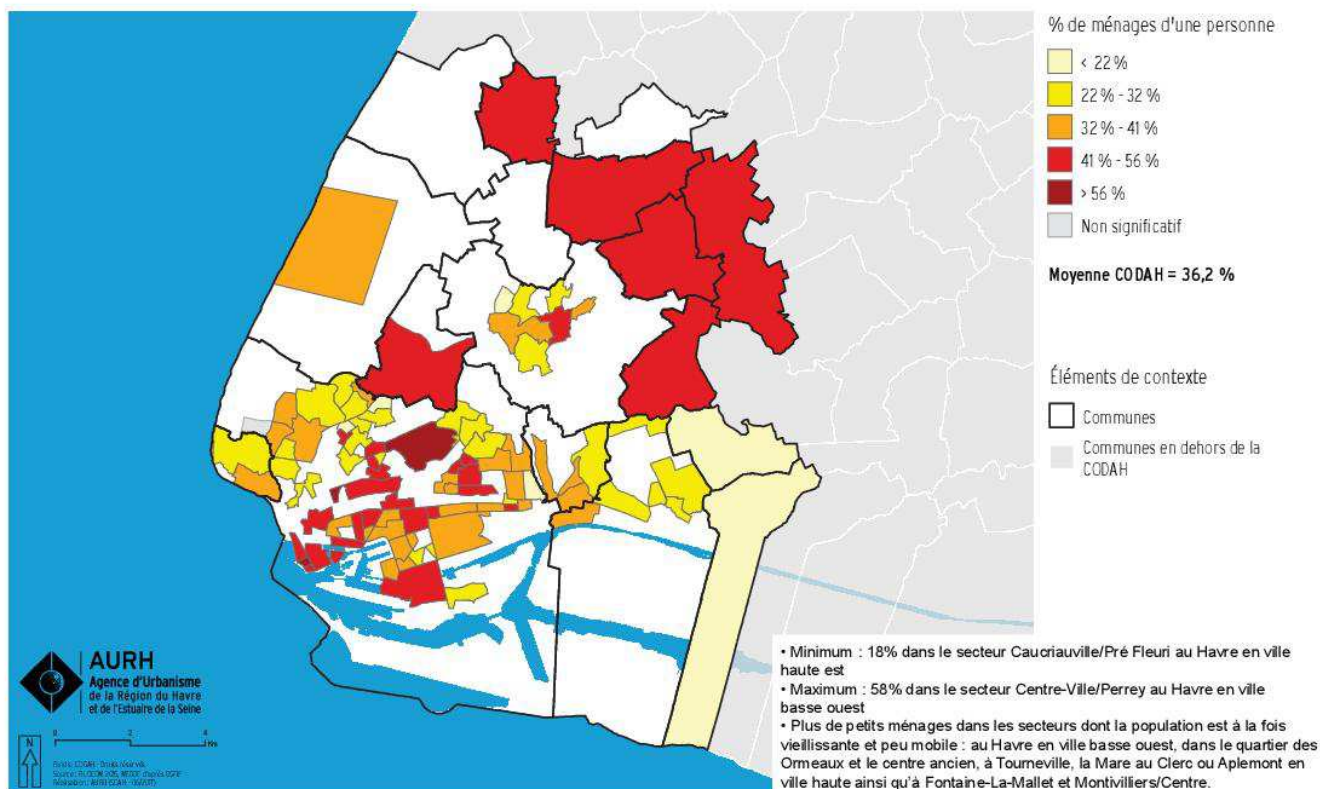 % de ménages d'une personne
< 22 %
22 % - 32 %
32% - 41 %
41 % - 56 %
> 56 %
Non significatif
Moyenne CODAH = 36,2 %
Éléments de contexte
Communes
Communes en dehors de la
CODAH
• Minimum : 18% dans le secteur Caucriauville/Pré Fleuri au Havre en ville
haute est
• Maximum : 58% dans le secteur Centre-Ville/Perrey au Havre en ville
basse ouest
• Plus de petits ménages dans les secteurs dont la population est à la fois
vieillissante et peu mobile : au Havre en ville basse ouest, dans le quartier des
Ormeaux et le centre ancien, à Tourneville, la Mare au Clerc ou Aplemont en
ville haute ainsi qu'à Fontaine-La-Mallet et Montivilliers/Centre.
AURH
Agence d'Urbanisme
de la Région du Havre
et de l'Estuaire de la Seine
N
0 2 4
Km